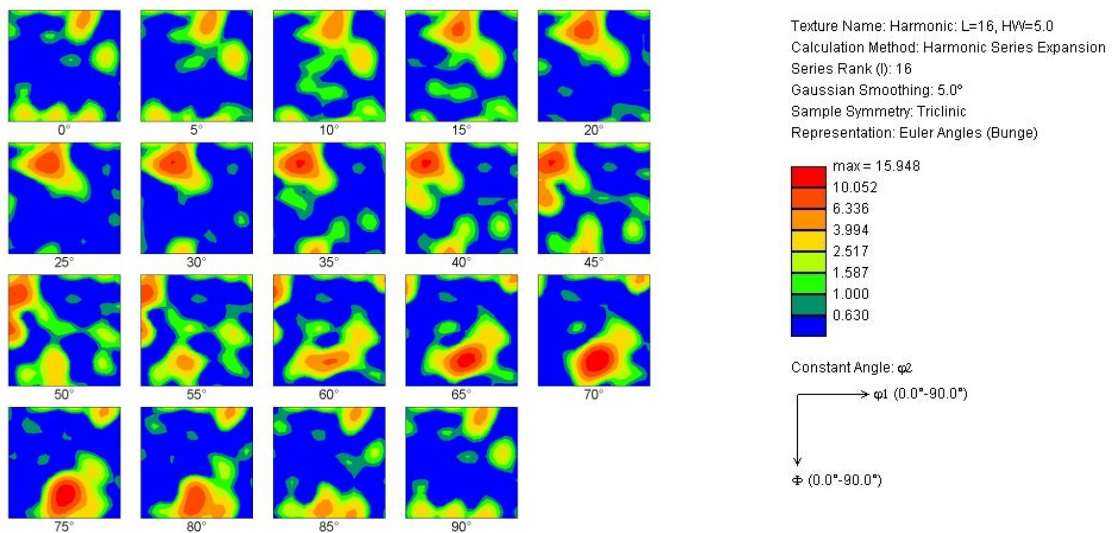 0° 5° 10° 15° 20°
25° 30° 35° 40° 45°
50° 55° 60° 65° 70°
75° 80° 85° 90°
Texture Name: Harmonic: L=16, HW=5.0
Calculation Method: Harmonic Series Expansion
Series Rank (l): 16
Gaussian Smoothing: 5.0°
Sample Symmetry: Triclinic
Representation: Euler Angles (Bunge)
max = 15.948
10.052
6.336
3.994
2.517
1.587
1.000
0.630
Constant Angle: φ2
φ1 (0.0°-90.0°)
Φ (0.0°-90.0°)